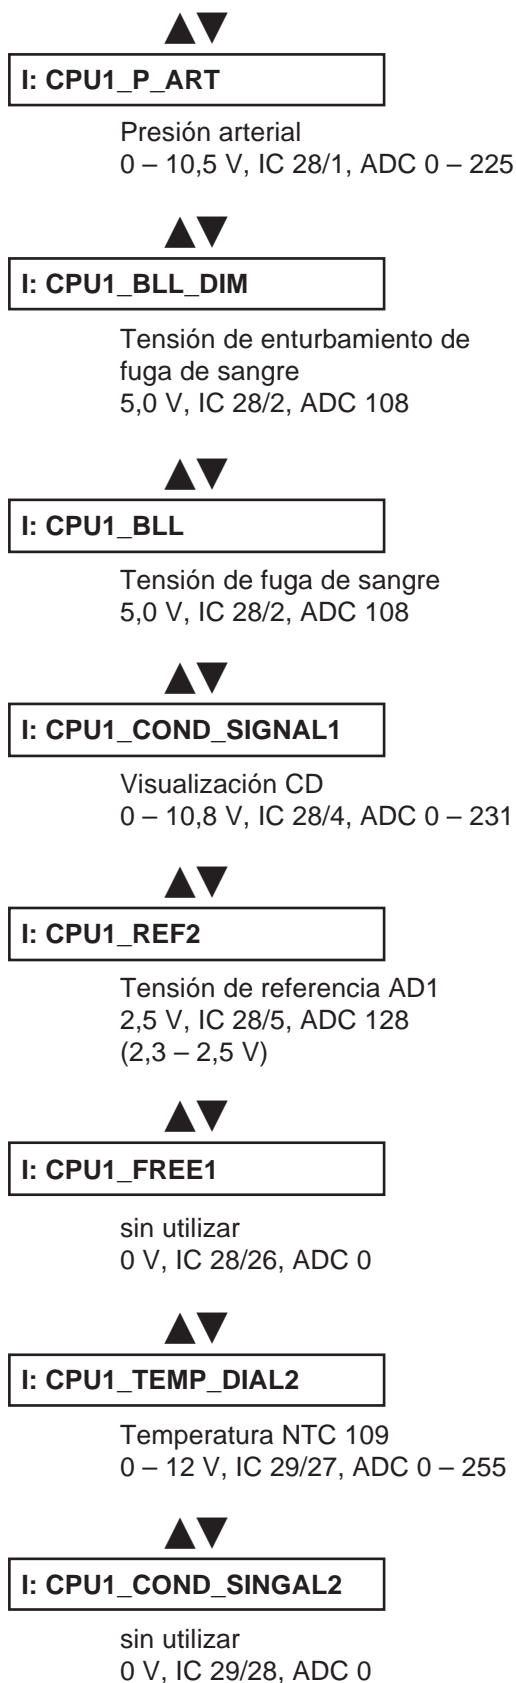 ▲▼
I: CPU1_P_ART
Presión arterial
0 – 10,5 V, IC 28/1, ADC 0 – 225
▲▼
I: CPU1_BLL_DIM
Tensión de enturbamiento de
fuga de sangre
5,0 V, IC 28/2, ADC 108
▲▼
I: CPU1_BLL
Tensión de fuga de sangre
5,0 V, IC 28/2, ADC 108
▲▼
I: CPU1_COND_SIGNAL1
Visualización CD
0 – 10,8 V, IC 28/4, ADC 0 – 231
▲▼
I: CPU1_REF2
Tensión de referencia AD1
2,5 V, IC 28/5, ADC 128
(2,3 – 2,5 V)
▲▼
I: CPU1_FREE1
sin utilizar
0 V, IC 28/26, ADC 0
▲▼
I: CPU1_TEMP_DIAL2
Temperatura NTC 109
0 – 12 V, IC 29/27, ADC 0 – 255
▲▼
I: CPU1_COND_SINGAL2
sin utilizar
0 V, IC 29/28, ADC 0